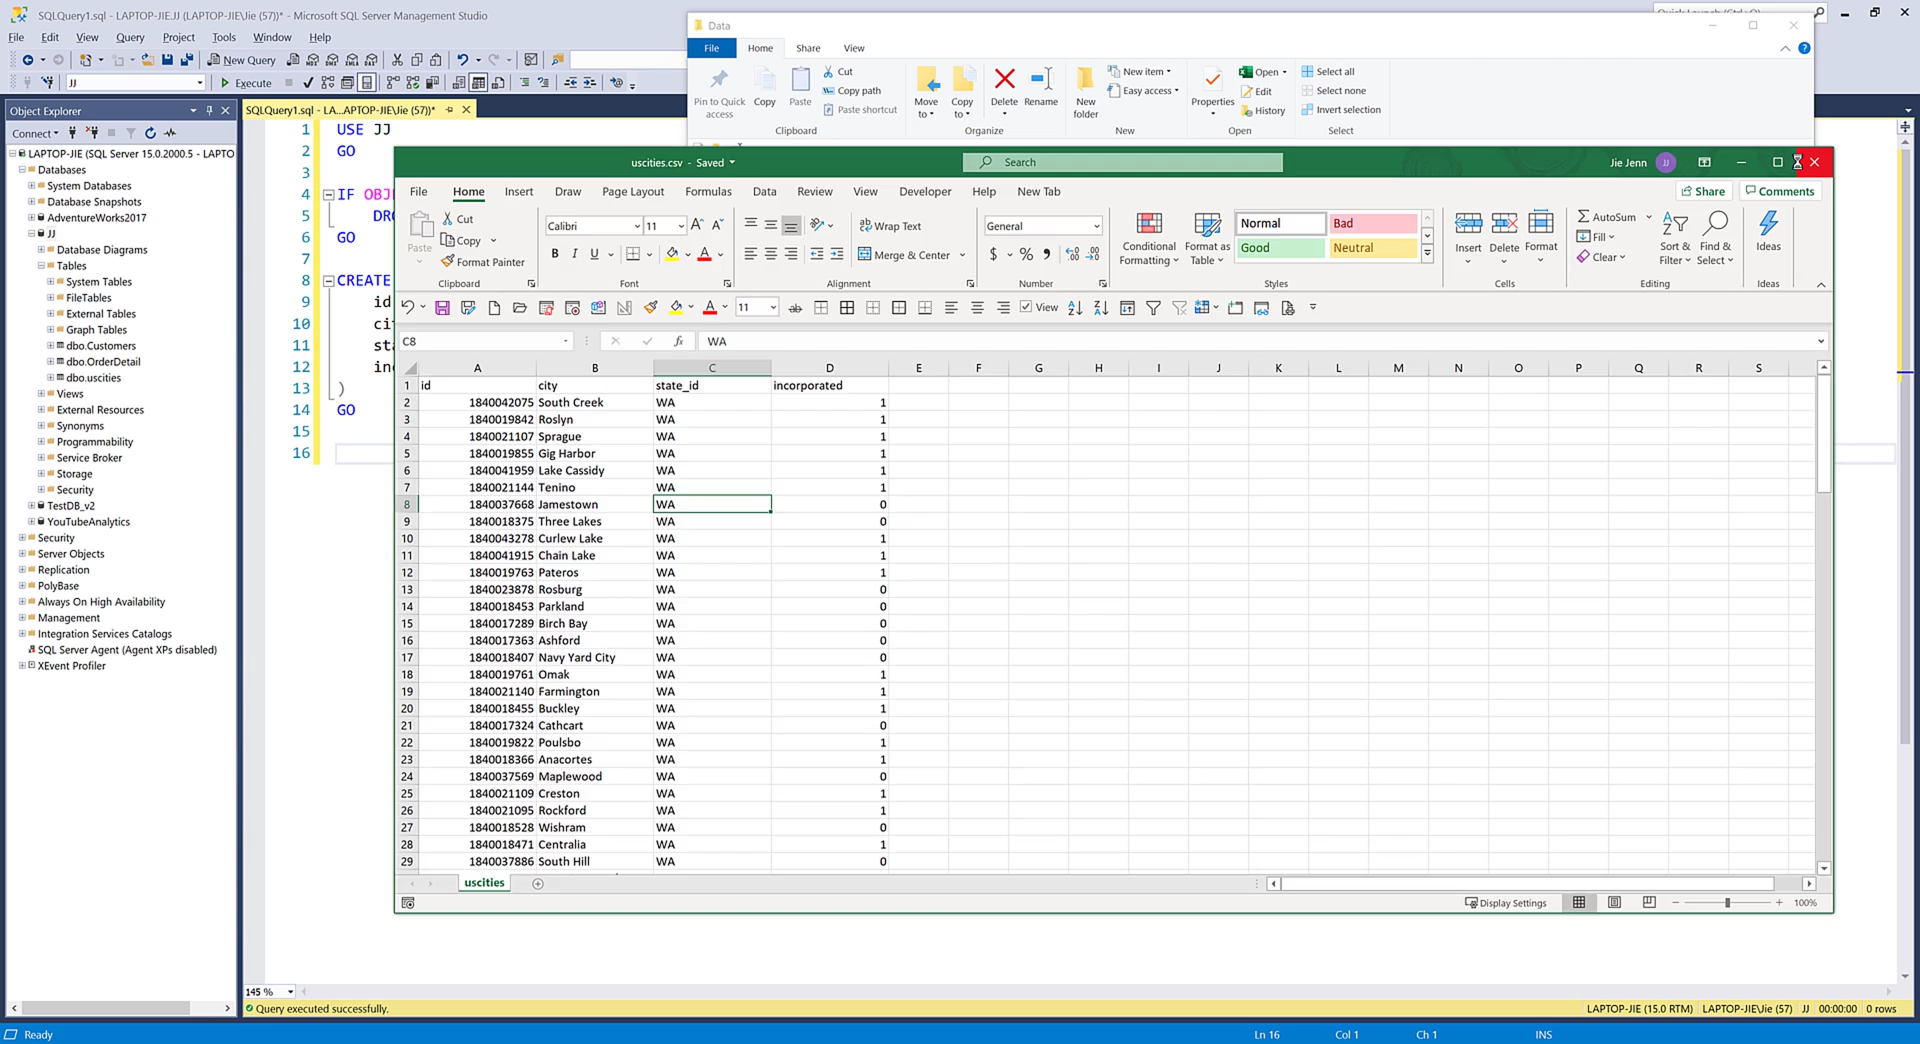 SQLQuery1.sql - LAPTOP-JIE.JJ (LAPTOP-JIE\Jie (57))* - Microsoft SQL Server Management Studio
Quick Launch (Ctrl+Q)
File Edit View Query Project Tools Window Help
New Query
JJ
Execute
Data
File Home Share View
Pin to Quick access
Copy
Paste
Cut
Copy path
Paste shortcut
Clipboard
Move to
Copy to
Delete
Rename
Organize
New folder
New item
Easy access
New
Properties
Open
Edit
History
Open
Select all
Select none
Invert selection
Select
Object Explorer
Connect
LAPTOP-JIE (SQL Server 15.0.2000.5 - LAPTO
Databases
System Databases
Database Snapshots
AdventureWorks2017
JJ
Database Diagrams
Tables
System Tables
FileTables
External Tables
Graph Tables
dbo.Customers
dbo.OrderDetail
dbo.uscities
Views
External Resources
Synonyms
Programmability
Service Broker
Storage
Security
TestDB_v2
YouTubeAnalytics
Security
Server Objects
Replication
PolyBase
Always On High Availability
Management
Integration Services Catalogs
SQL Server Agent (Agent XPs disabled)
XEvent Profiler
SQLQuery1.sql - LA...APTOP-JIE\Jie (57))*
1 USE JJ
2 GO
3
4 IF OBJ
5 DRO
6 GO
7
8 CREATE
9 id
10 cit
11 sta
12 inc
13 )
14 GO
15
16
uscities.csv - Saved
Search
Jie Jenn JJ
File Home Insert Draw Page Layout Formulas Data Review View Developer Help New Tab
Share Comments
Paste
Cut
Copy
Format Painter
Clipboard
Calibri 11
B I U
Font
Wrap Text
Merge & Center
Alignment
General
$ %
Number
Conditional Formatting
Format as Table
Normal Bad
Good Neutral
Styles
Insert Delete Format
Cells
AutoSum
Fill
Clear
Sort & Filter
Find & Select
Editing
Ideas
Ideas
11
ab
View
C8 fx WA
A B C D E F G H I J K L M N O P Q R S
1 id city state_id incorporated
2 1840042075 South Creek WA 1
3 1840019842 Roslyn WA 1
4 1840021107 Sprague WA 1
5 1840019855 Gig Harbor WA 1
6 1840041959 Lake Cassidy WA 1
7 1840021144 Tenino WA 1
8 1840037668 Jamestown WA 0
9 1840018375 Three Lakes WA 0
10 1840043278 Curlew Lake WA 1
11 1840041915 Chain Lake WA 1
12 1840019763 Pateros WA 1
13 1840023878 Rosburg WA 0
14 1840018453 Parkland WA 0
15 1840017289 Birch Bay WA 0
16 1840017363 Ashford WA 0
17 1840018407 Navy Yard City WA 0
18 1840019761 Omak WA 1
19 1840021140 Farmington WA 1
20 1840018455 Buckley WA 1
21 1840017324 Cathcart WA 0
22 1840019822 Poulsbo WA 1
23 1840018366 Anacortes WA 1
24 1840037569 Maplewood WA 0
25 1840021109 Creston WA 1
26 1840021095 Rockford WA 1
27 1840018528 Wishram WA 0
28 1840018471 Centralia WA 1
29 1840037886 South Hill WA 0
uscities
Display Settings
100%
145 %
Query executed successfully.
LAPTOP-JIE (15.0 RTM) LAPTOP-JIE\Jie (57) JJ 00:00:00 0 rows
Ready
Ln 16 Col 1 Ch 1 INS